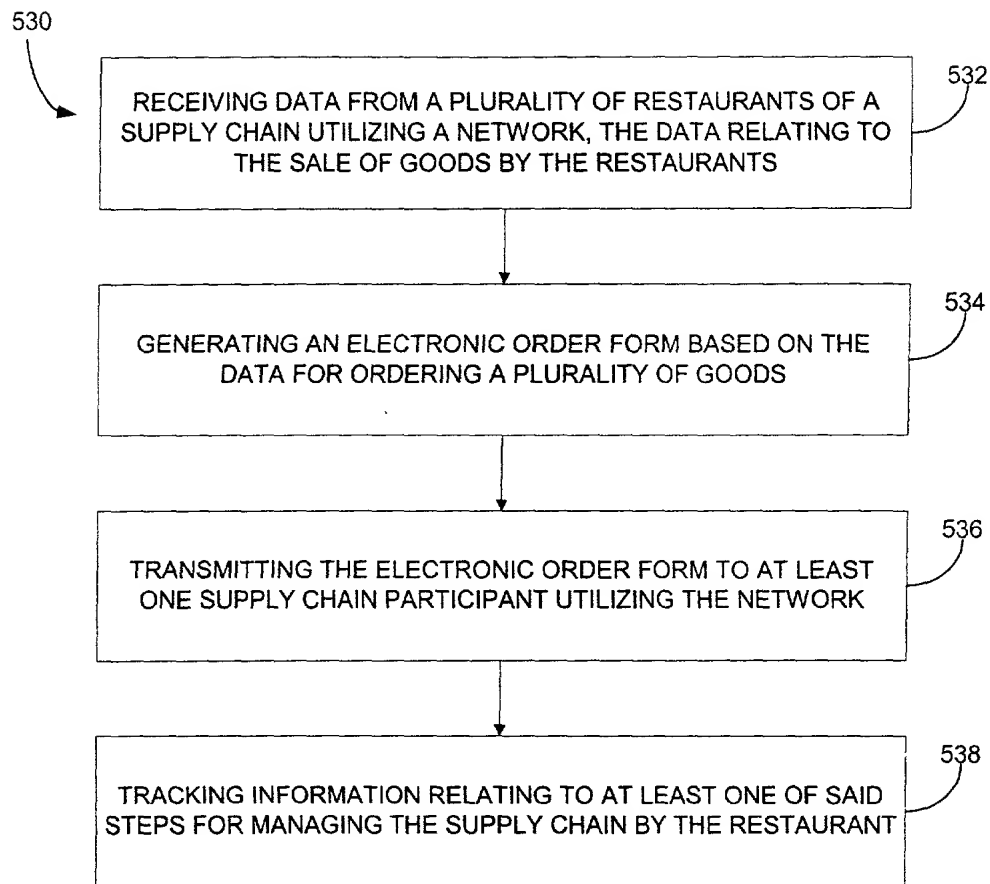 530
532
RECEIVING DATA FROM A PLURALITY OF RESTAURANTS OF A
SUPPLY CHAIN UTILIZING A NETWORK, THE DATA RELATING TO
THE SALE OF GOODS BY THE RESTAURANTS
534
GENERATING AN ELECTRONIC ORDER FORM BASED ON THE
DATA FOR ORDERING A PLURALITY OF GOODS
536
TRANSMITTING THE ELECTRONIC ORDER FORM TO AT LEAST
ONE SUPPLY CHAIN PARTICIPANT UTILIZING THE NETWORK
538
TRACKING INFORMATION RELATING TO AT LEAST ONE OF SAID
STEPS FOR MANAGING THE SUPPLY CHAIN BY THE RESTAURANT